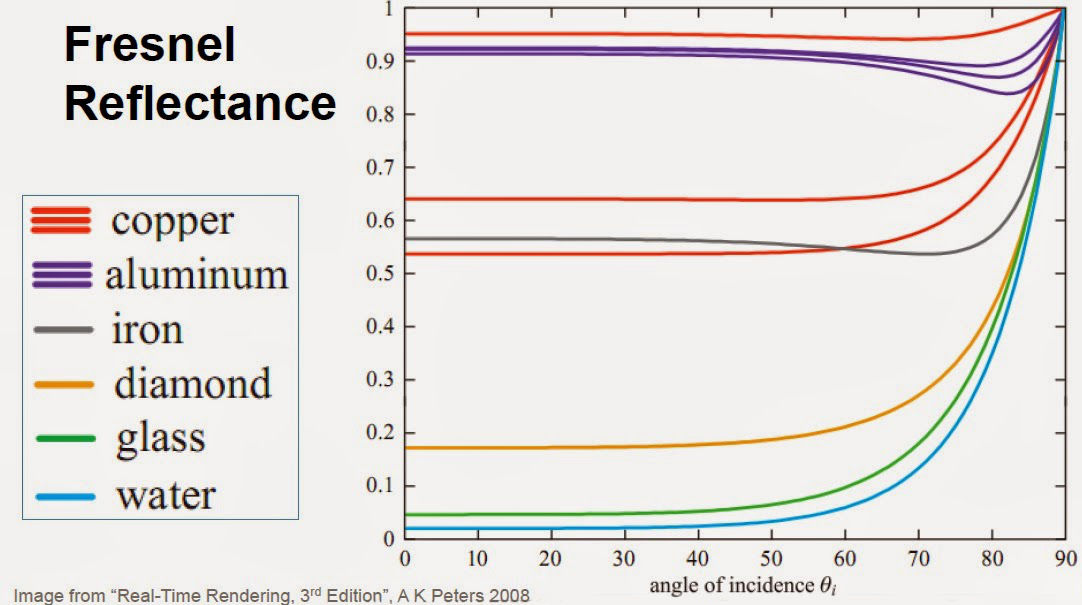 Fresnel
Reflectance
copper
aluminum
iron
diamond
glass
water
1
0.9
0.8
0.7
0.6
0.5
0.4
0.3
0.2
0.1
0
0 10 20 30 40 50 60 70 80 90
angle of incidence θi
Image from “Real-Time Rendering, 3rd Edition”, A K Peters 2008